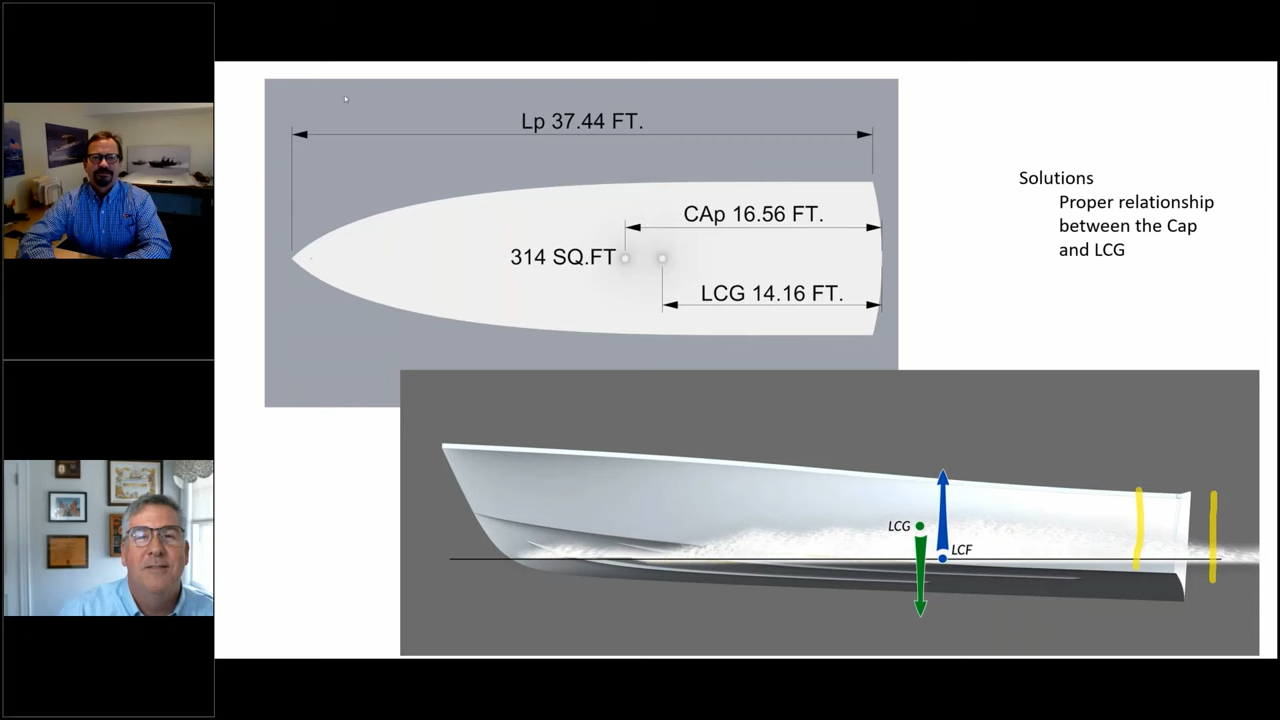 Lp 37.44 FT.
CAp 16.56 FT.
314 SQ.FT
LCG 14.16 FT.
Solutions
Proper relationship
between the Cap
and LCG
LCG
LCF